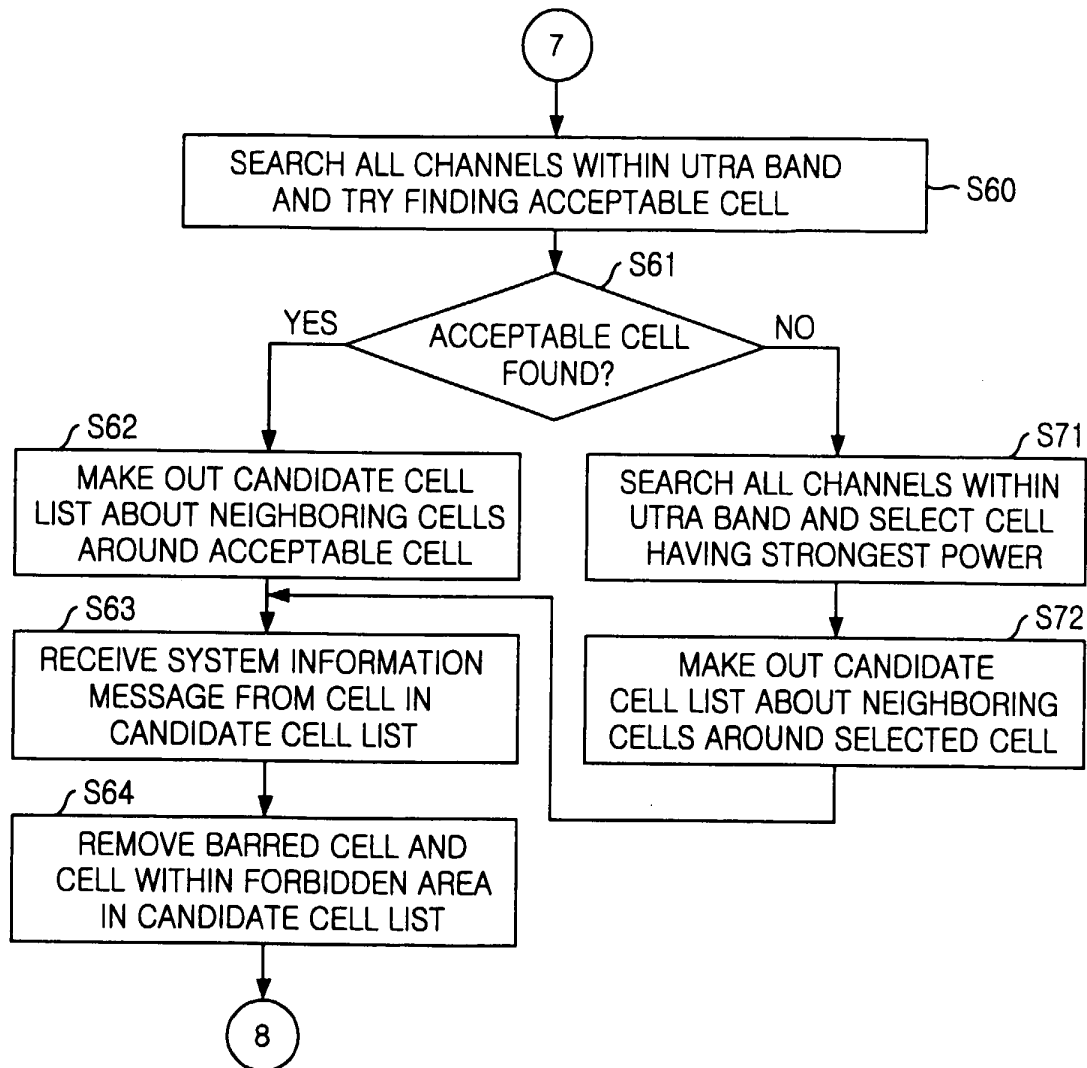 7
SEARCH ALL CHANNELS WITHIN UTRA BAND
AND TRY FINDING ACCEPTABLE CELL
S60
S61
YES
ACCEPTABLE CELL
FOUND?
NO
S62
MAKE OUT CANDIDATE CELL
LIST ABOUT NEIGHBORING CELLS
AROUND ACCEPTABLE CELL
S71
SEARCH ALL CHANNELS WITHIN
UTRA BAND AND SELECT CELL
HAVING STRONGEST POWER
S63
RECEIVE SYSTEM INFORMATION
MESSAGE FROM CELL IN
CANDIDATE CELL LIST
S72
MAKE OUT CANDIDATE
CELL LIST ABOUT NEIGHBORING
CELLS AROUND SELECTED CELL
S64
REMOVE BARRED CELL AND
CELL WITHIN FORBIDDEN AREA
IN CANDIDATE CELL LIST
8